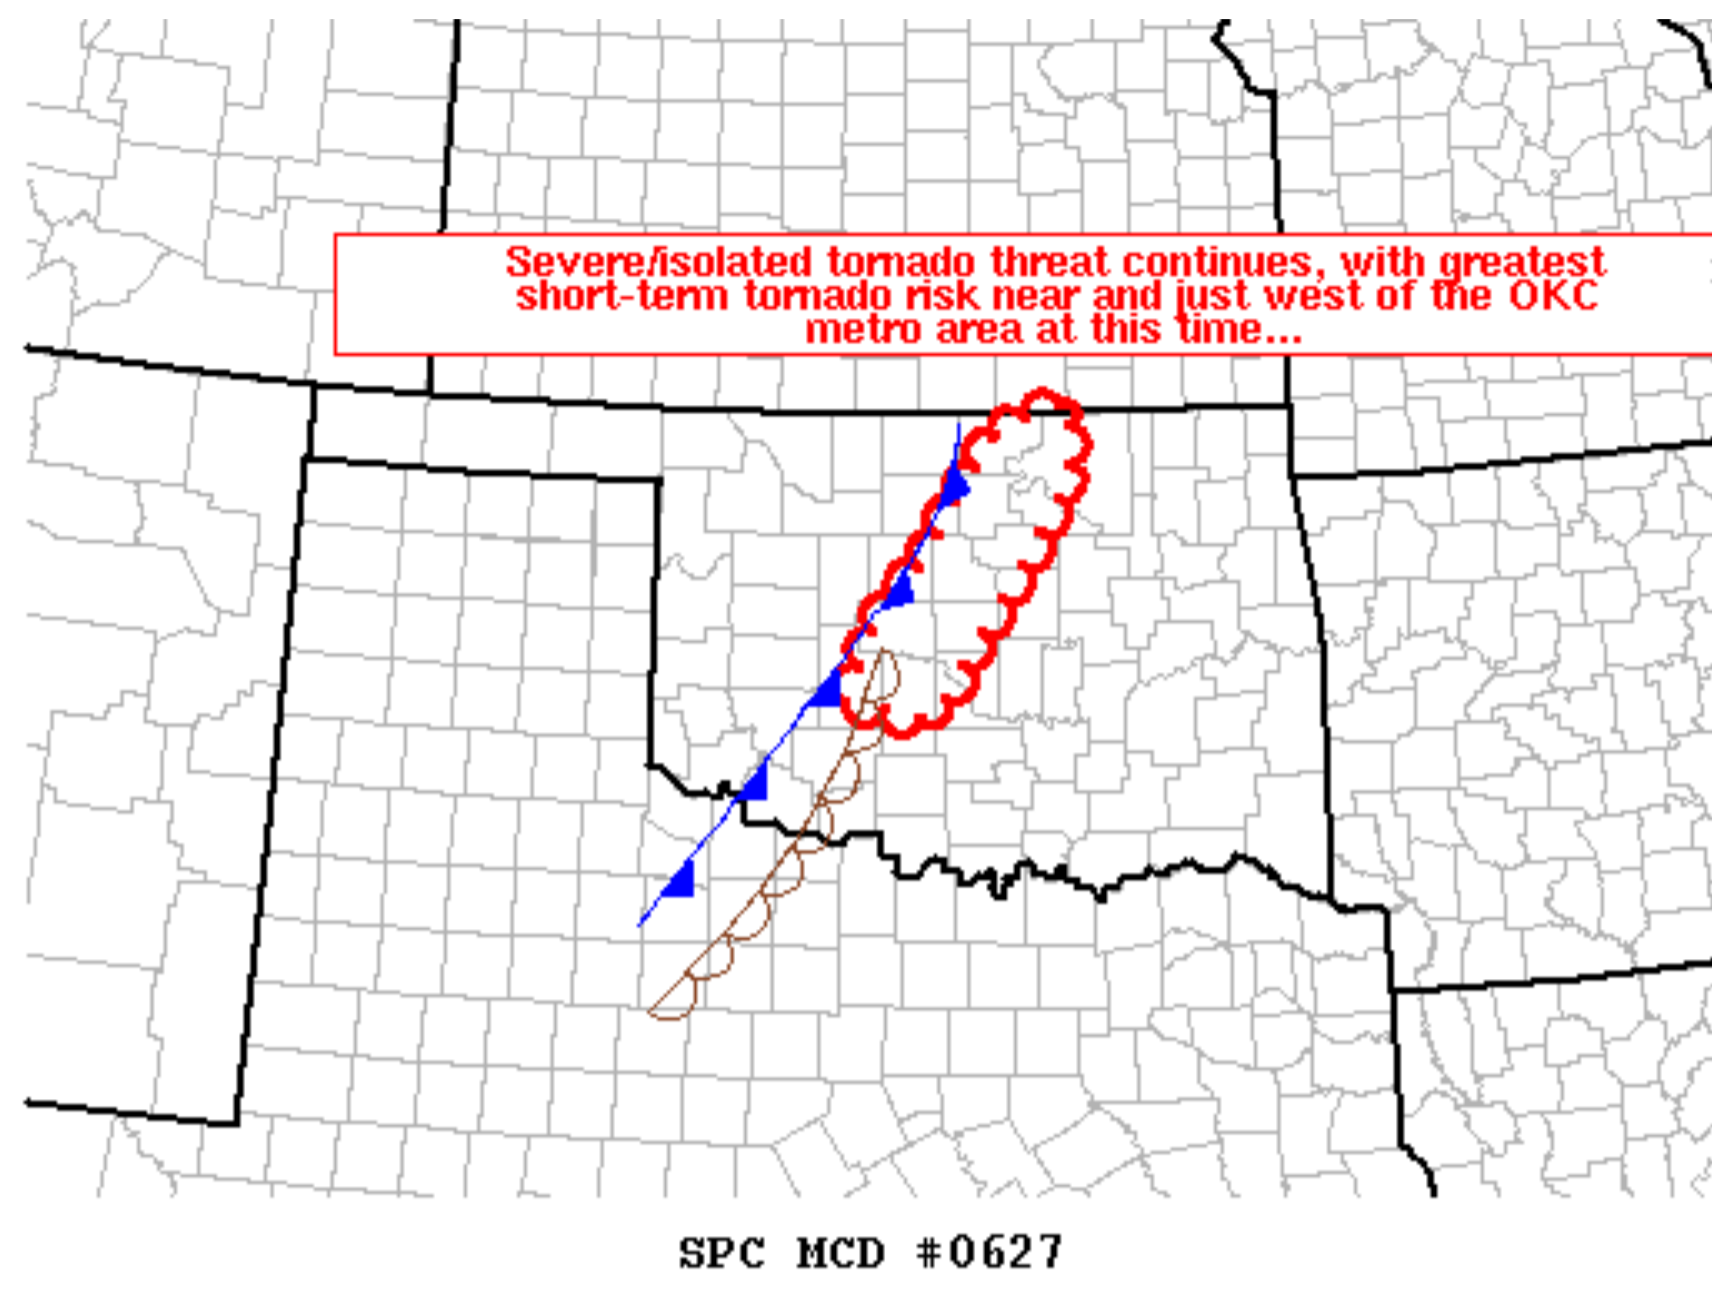 Severe/isolated tornado threat continues, with greatest
short-term tornado risk near and just west of the OKC
metro area at this time...
SPC MCD #0627